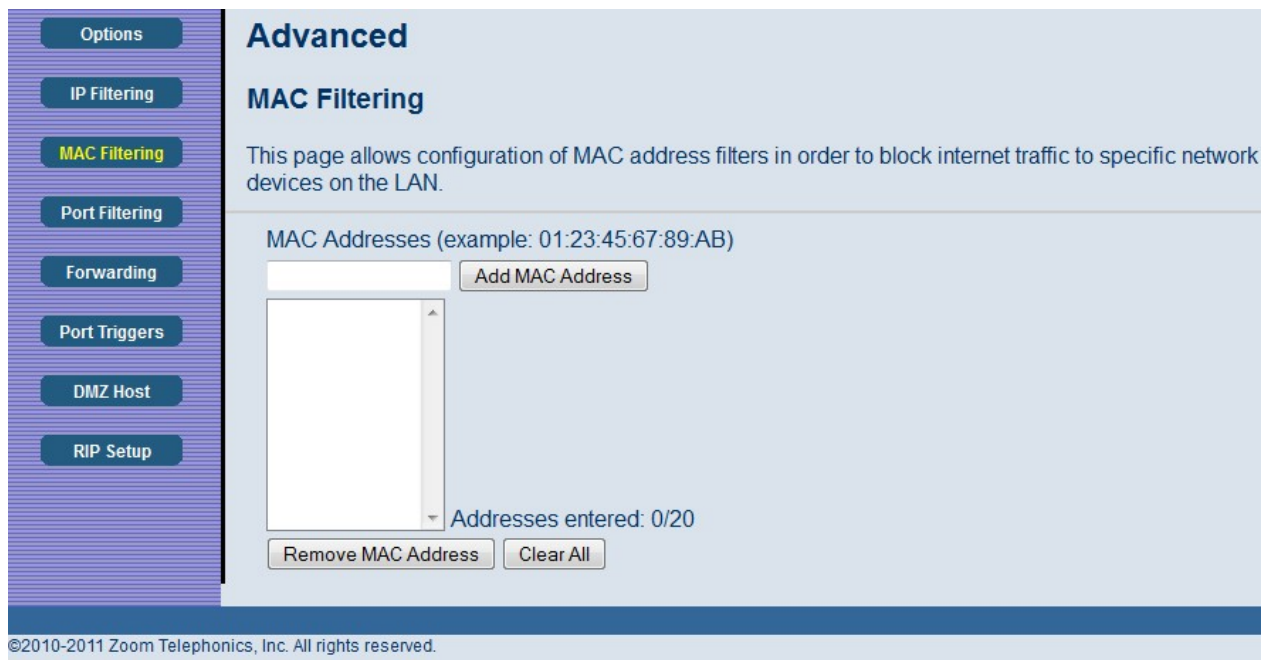 Options
IP Filtering
MAC Filtering
Port Filtering
Forwarding
Port Triggers
DMZ Host
RIP Setup
Advanced
MAC Filtering
This page allows configuration of MAC address filters in order to block internet traffic to specific network
devices on the LAN.
MAC Addresses (example: 01:23:45:67:89:AB)
Add MAC Address
Addresses entered: 0/20
Remove MAC Address Clear All
©2010-2011 Zoom Telephonics, Inc. All rights reserved.